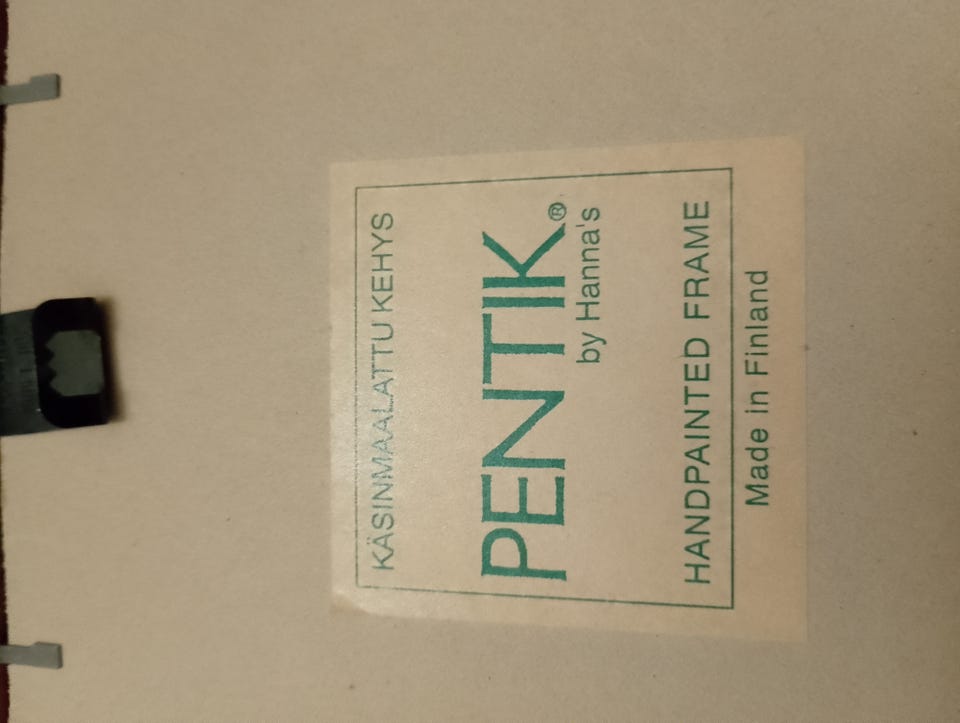 KÄSINMAALATTU KEHYS
PENTIK®
by Hanna's
HANDPAINTED FRAME
Made in Finland